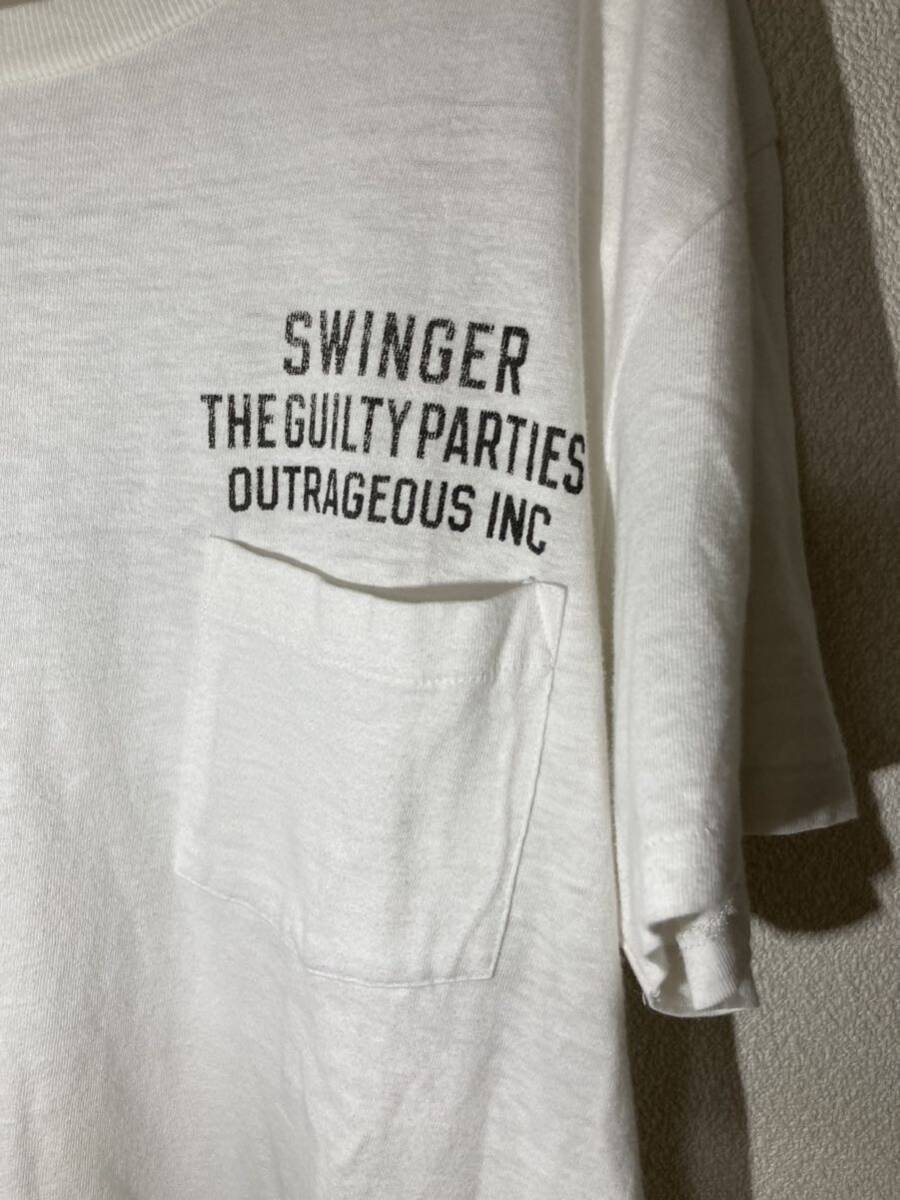 SWINGER
THE GUILTY PARTIES
OUTRAGEOUS INC